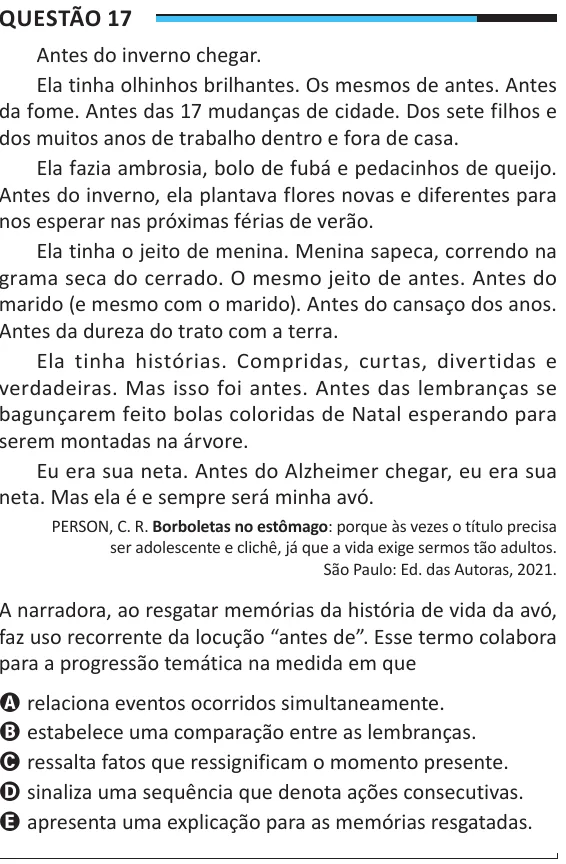 QUESTÃO 17
Antes do inverno chegar.
Ela tinha olhinhos brilhantes. Os mesmos de antes. Antes
da fome. Antes das 17 mudanças de cidade. Dos sete filhos e
dos muitos anos de trabalho dentro e fora de casa.
Ela fazia ambrosia, bolo de fubá e pedacinhos de queijo.
Antes do inverno, ela plantava flores novas e diferentes para
nos esperar nas próximas férias de verão.
Ela tinha o jeito de menina. Menina sapeca, correndo na
grama seca do cerrado. O mesmo jeito de antes. Antes do
marido (e mesmo com o marido). Antes do cansaço dos anos.
Antes da dureza do trato com a terra.
Ela tinha histórias. Compridas, curtas, divertidas e
verdadeiras. Mas isso foi antes. Antes das lembranças se
bagunçarem feito bolas coloridas de Natal esperando para
serem montadas na árvore.
Eu era sua neta. Antes do Alzheimer chegar, eu era sua
neta. Mas ela é e sempre será minha avó.
PERSON, C. R. Borboletas no estômago: porque às vezes o título precisa
ser adolescente e clichê, já que a vida exige sermos tão adultos.
São Paulo: Ed. das Autoras, 2021.
A narradora, ao resgatar memórias da história de vida da avó,
faz uso recorrente da locução “antes de”. Esse termo colabora
para a progressão temática na medida em que
A relaciona eventos ocorridos simultaneamente.
B estabelece uma comparação entre as lembranças.
C ressalta fatos que ressignificam o momento presente.
D sinaliza uma sequência que denota ações consecutivas.
E apresenta uma explicação para as memórias resgatadas.